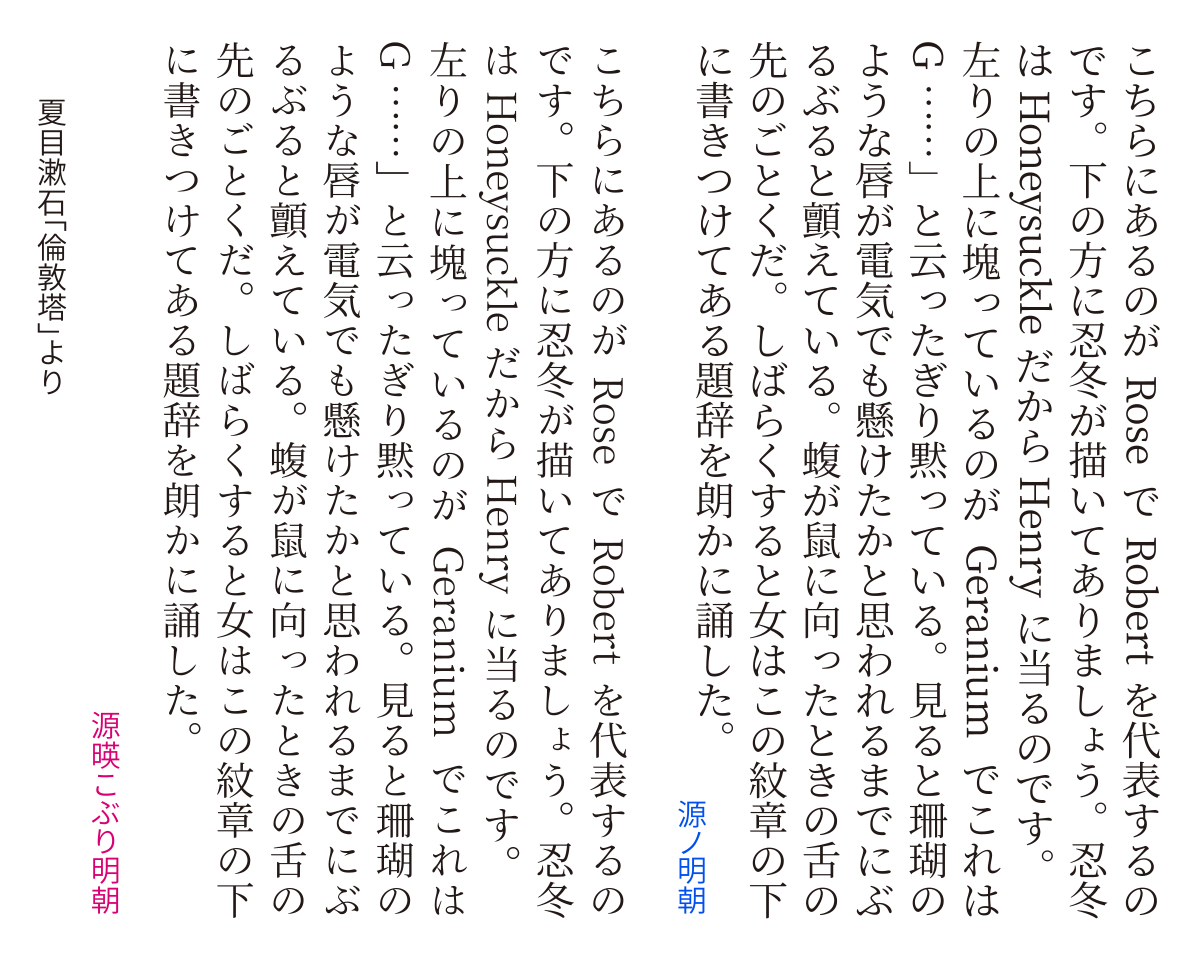 こちらにあるのが Rose で Robert を代表するの
です。下の方に忍冬が描いてありましょう。忍冬
は Honeysuckle だから Henry に当るのです。
左りの上に塊っているのが Geranium でこれは
G ……」と云ったぎり黙っている。見ると珊瑚の
ような唇が電気でも懸けたかと思われるまでにぶ
るぶると顫えている。蝮が鼠に向ったときの舌の
先のごとくだ。しばらくすると女はこの紋章の下
に書きつけてある題辞を朗かに誦した。
源ノ明朝
こちらにあるのが Rose で Robert を代表するの
です。下の方に忍冬が描いてありましょう。忍冬
は Honeysuckle だから Henry に当るのです。
左りの上に塊っているのが Geranium でこれは
G ……」と云ったぎり黙っている。見ると珊瑚の
ような唇が電気でも懸けたかと思われるまでにぶ
るぶると顫えている。蝮が鼠に向ったときの舌の
先のごとくだ。しばらくすると女はこの紋章の下
に書きつけてある題辞を朗かに誦した。
源暎こぶり明朝
夏目漱石「倫敦塔」より